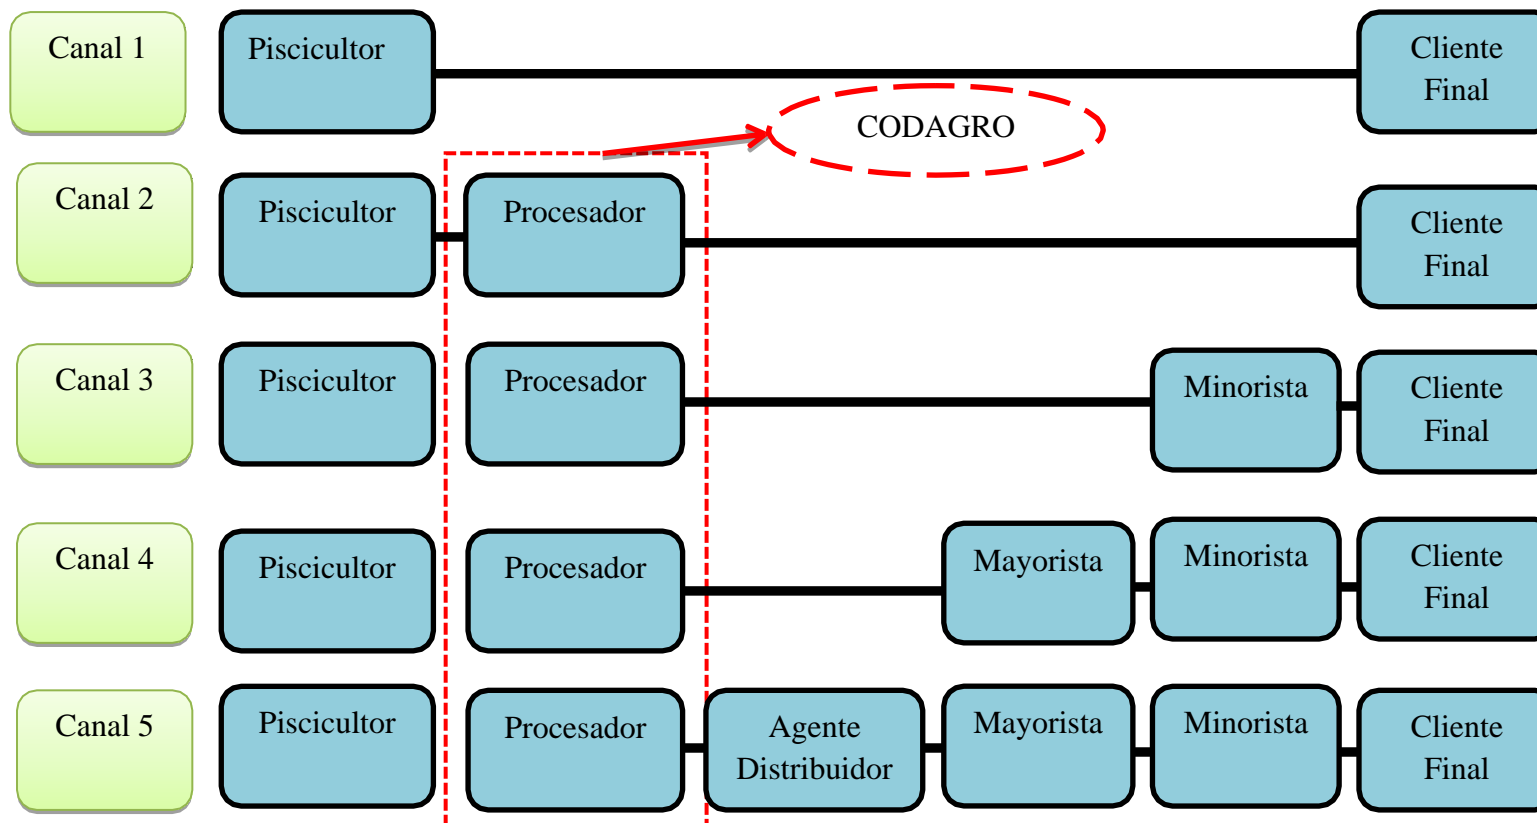 Canal 1
Piscicultor
Cliente
Final
CODAGRO
Canal 2
Piscicultor
Procesador
Cliente
Final
Canal 3
Piscicultor
Procesador
Minorista
Cliente
Final
Canal 4
Piscicultor
Procesador
Mayorista
Minorista
Cliente
Final
Canal 5
Piscicultor
Procesador
Agente
Distribuidor
Mayorista
Minorista
Cliente
Final